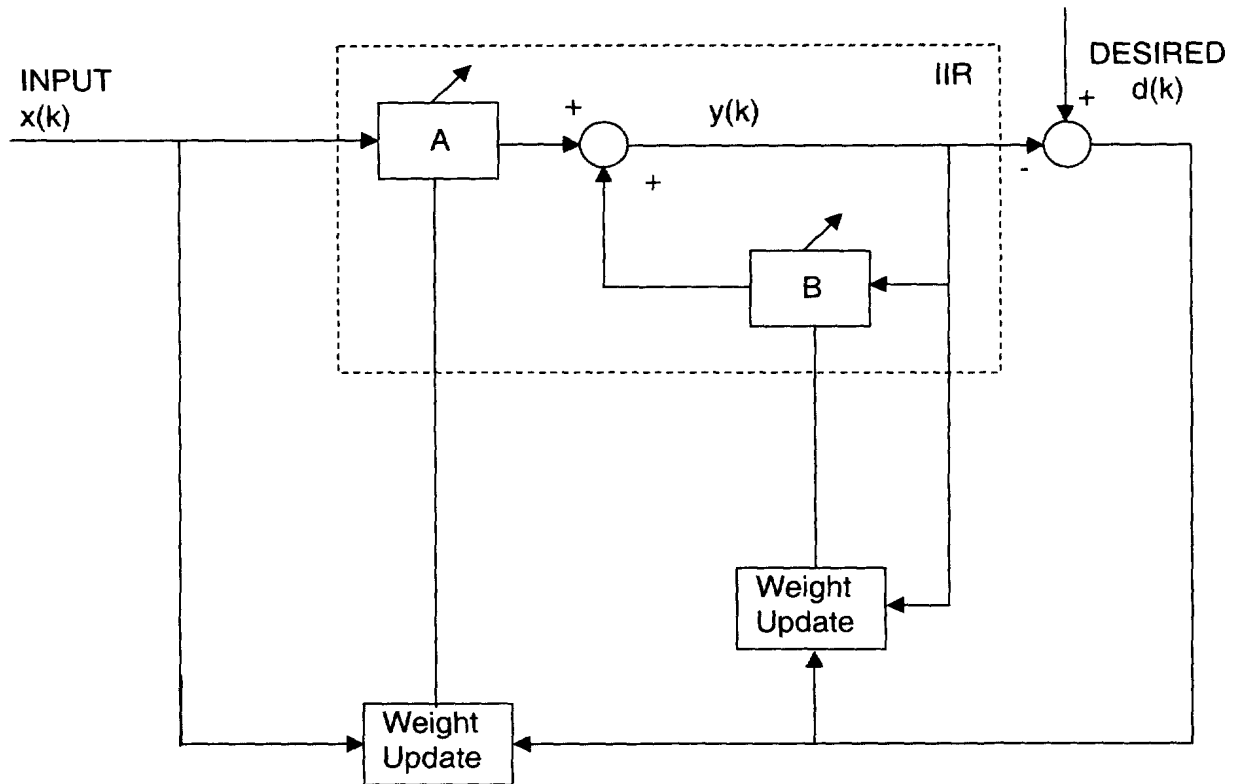 INPUT
x(k)
A
+
+
y(k)
IIR
DESIRED
d(k)
+
-
B
Weight
Update
Weight
Update